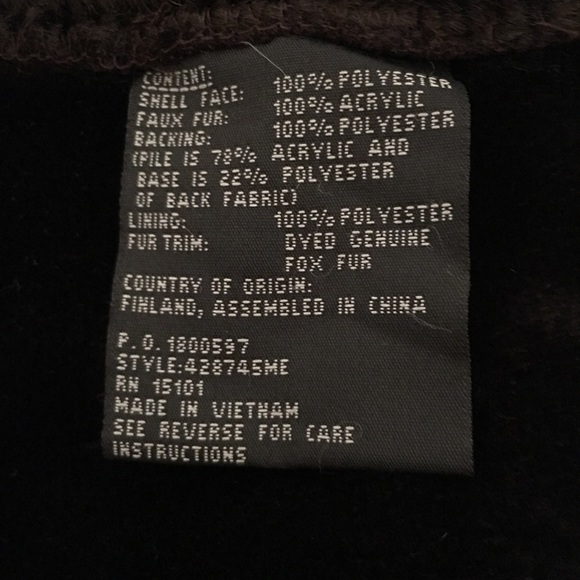 CONTENT:
SHELL FACE: 100% POLYESTER
FAUX FUR: 100% ACRYLIC
BACKING: 100% POLYESTER
(PILE IS 78% ACRYLIC AND
BASE IS 22% POLYESTER
OF BACK FABRIC)
LINING: 100% POLYESTER
FUR TRIM: DYED GENUINE
FOX FUR
COUNTRY OF ORIGIN:
FINLAND, ASSEMBLED IN CHINA
P.O. 1800597
STYLE:428745ME
RN 15101
MADE IN VIETNAM
SEE REVERSE FOR CARE
INSTRUCTIONS